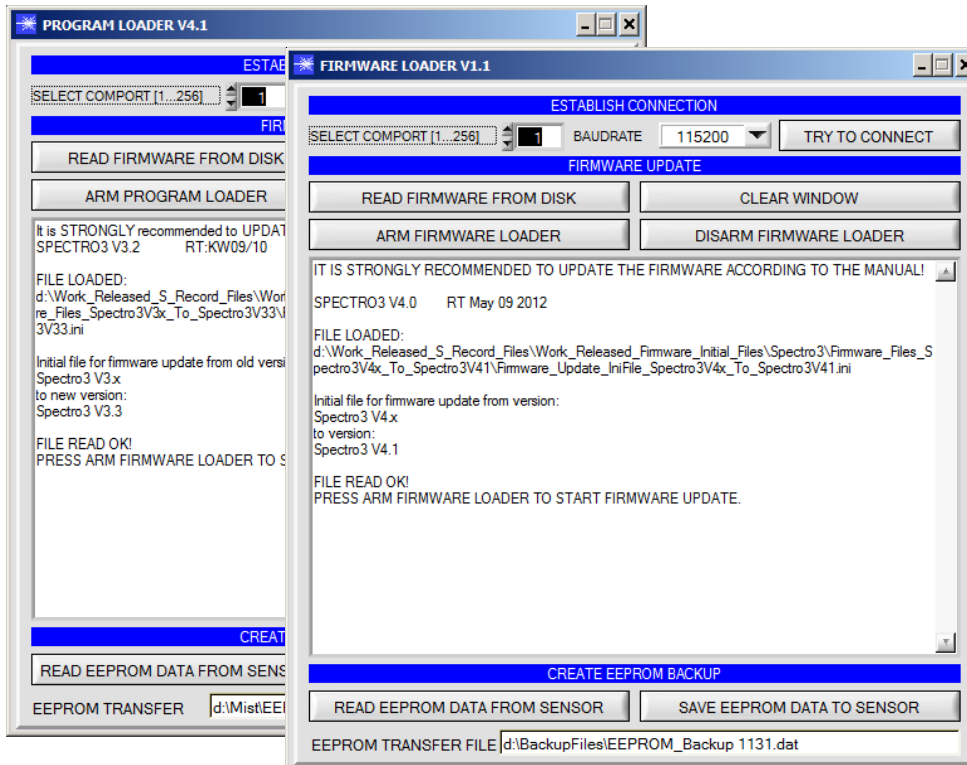 PROGRAM LOADER V4.1
ESTAB
SELECT COMPORT [1...256] 1
FIR
READ FIRMWARE FROM DISK
ARM PROGRAM LOADER
It is STRONGLY recommended to UPDAT
SPECTRO3 V3.2 RT:KW09/10
FILE LOADED:
d:\Work_Released_S_Record_Files\Wor
re_Files_Spectro3V3x_To_Spectro3V33\
3V33.ini
Initial file for firmware update from old versi
Spectro3 V3.x
to new version:
Spectro3 V3.3
FILE READ OK!
PRESS ARM FIRMWARE LOADER TO S
CREAT
READ EEPROM DATA FROM SENS
EEPROM TRANSFER d:\Mist\EEI
FIRMWARE LOADER V1.1
ESTABLISH CONNECTION
SELECT COMPORT [1...256] 1 BAUDRATE 115200 TRY TO CONNECT
FIRMWARE UPDATE
READ FIRMWARE FROM DISK CLEAR WINDOW
ARM FIRMWARE LOADER DISARM FIRMWARE LOADER
IT IS STRONGLY RECOMMENDED TO UPDATE THE FIRMWARE ACCORDING TO THE MANUAL!
SPECTRO3 V4.0 RT May 09 2012
FILE LOADED:
d:\Work_Released_S_Record_Files\Work_Released_Firmware_Initial_Files\Spectro3\Firmware_Files_S
pectro3V4x_To_Spectro3V41\Firmware_Update_IniFile_Spectro3V4x_To_Spectro3V41.ini
Initial file for firmware update from version:
Spectro3 V4.x
to version:
Spectro3 V4.1
FILE READ OK!
PRESS ARM FIRMWARE LOADER TO START FIRMWARE UPDATE.
CREATE EEPROM BACKUP
READ EEPROM DATA FROM SENSOR SAVE EEPROM DATA TO SENSOR
EEPROM TRANSFER FILE d:\BackupFiles\EEPROM_Backup 1131.dat